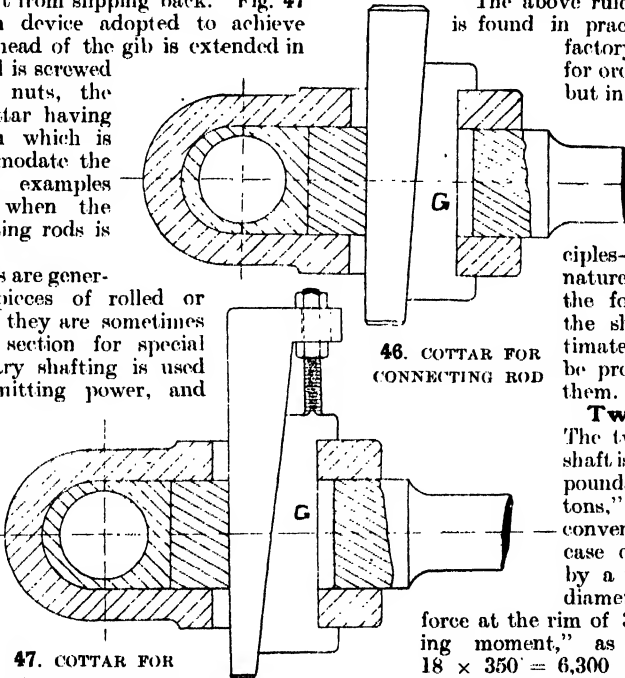 t from slipping back. Fig. 47
device adopted to achieve
head of the gib is extended in
is screwed
nuts, the
tar having
which is
modate the
examples
when the
ing rods is
s are gener-
pieces of rolled or
they are sometimes
section for special
ry shafting is used
mitting power, and
G
46. COTTAR FOR
CONNECTING ROD
G
47. COTTAR FOR
The above rule
is found in prac
factory
for ord
but in
ciples-
nature
the fo
the sh
timate
be pro
them.
Tw
The tw
shaft is
pound
tons,"
conven
case o
by a
diamet
force at the rim of 3
ing moment," as
18 × 350 = 6,300